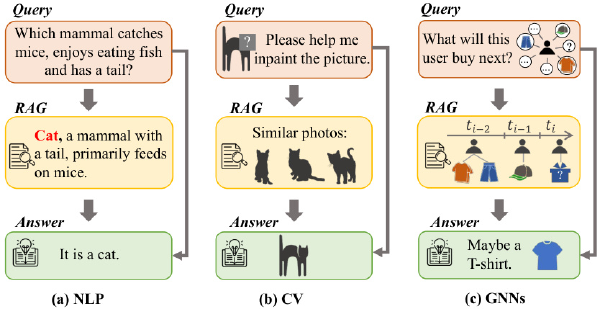 Query
Which mammal catches
mice, enjoys eating fish
and has a tail?
RAG
Cat, a mammal with
a tail, primarily feeds
on mice.
Answer
It is a cat.
(a) NLP
Query
?
Please help me
inpaint the picture.
RAG
Similar photos:
Answer
(b) CV
Query
What will this
user buy next?
...
?
...
...
RAG
t_{i-2} t_{i-1} t_i
?
Answer
Maybe a
T-shirt.
(c) GNNs